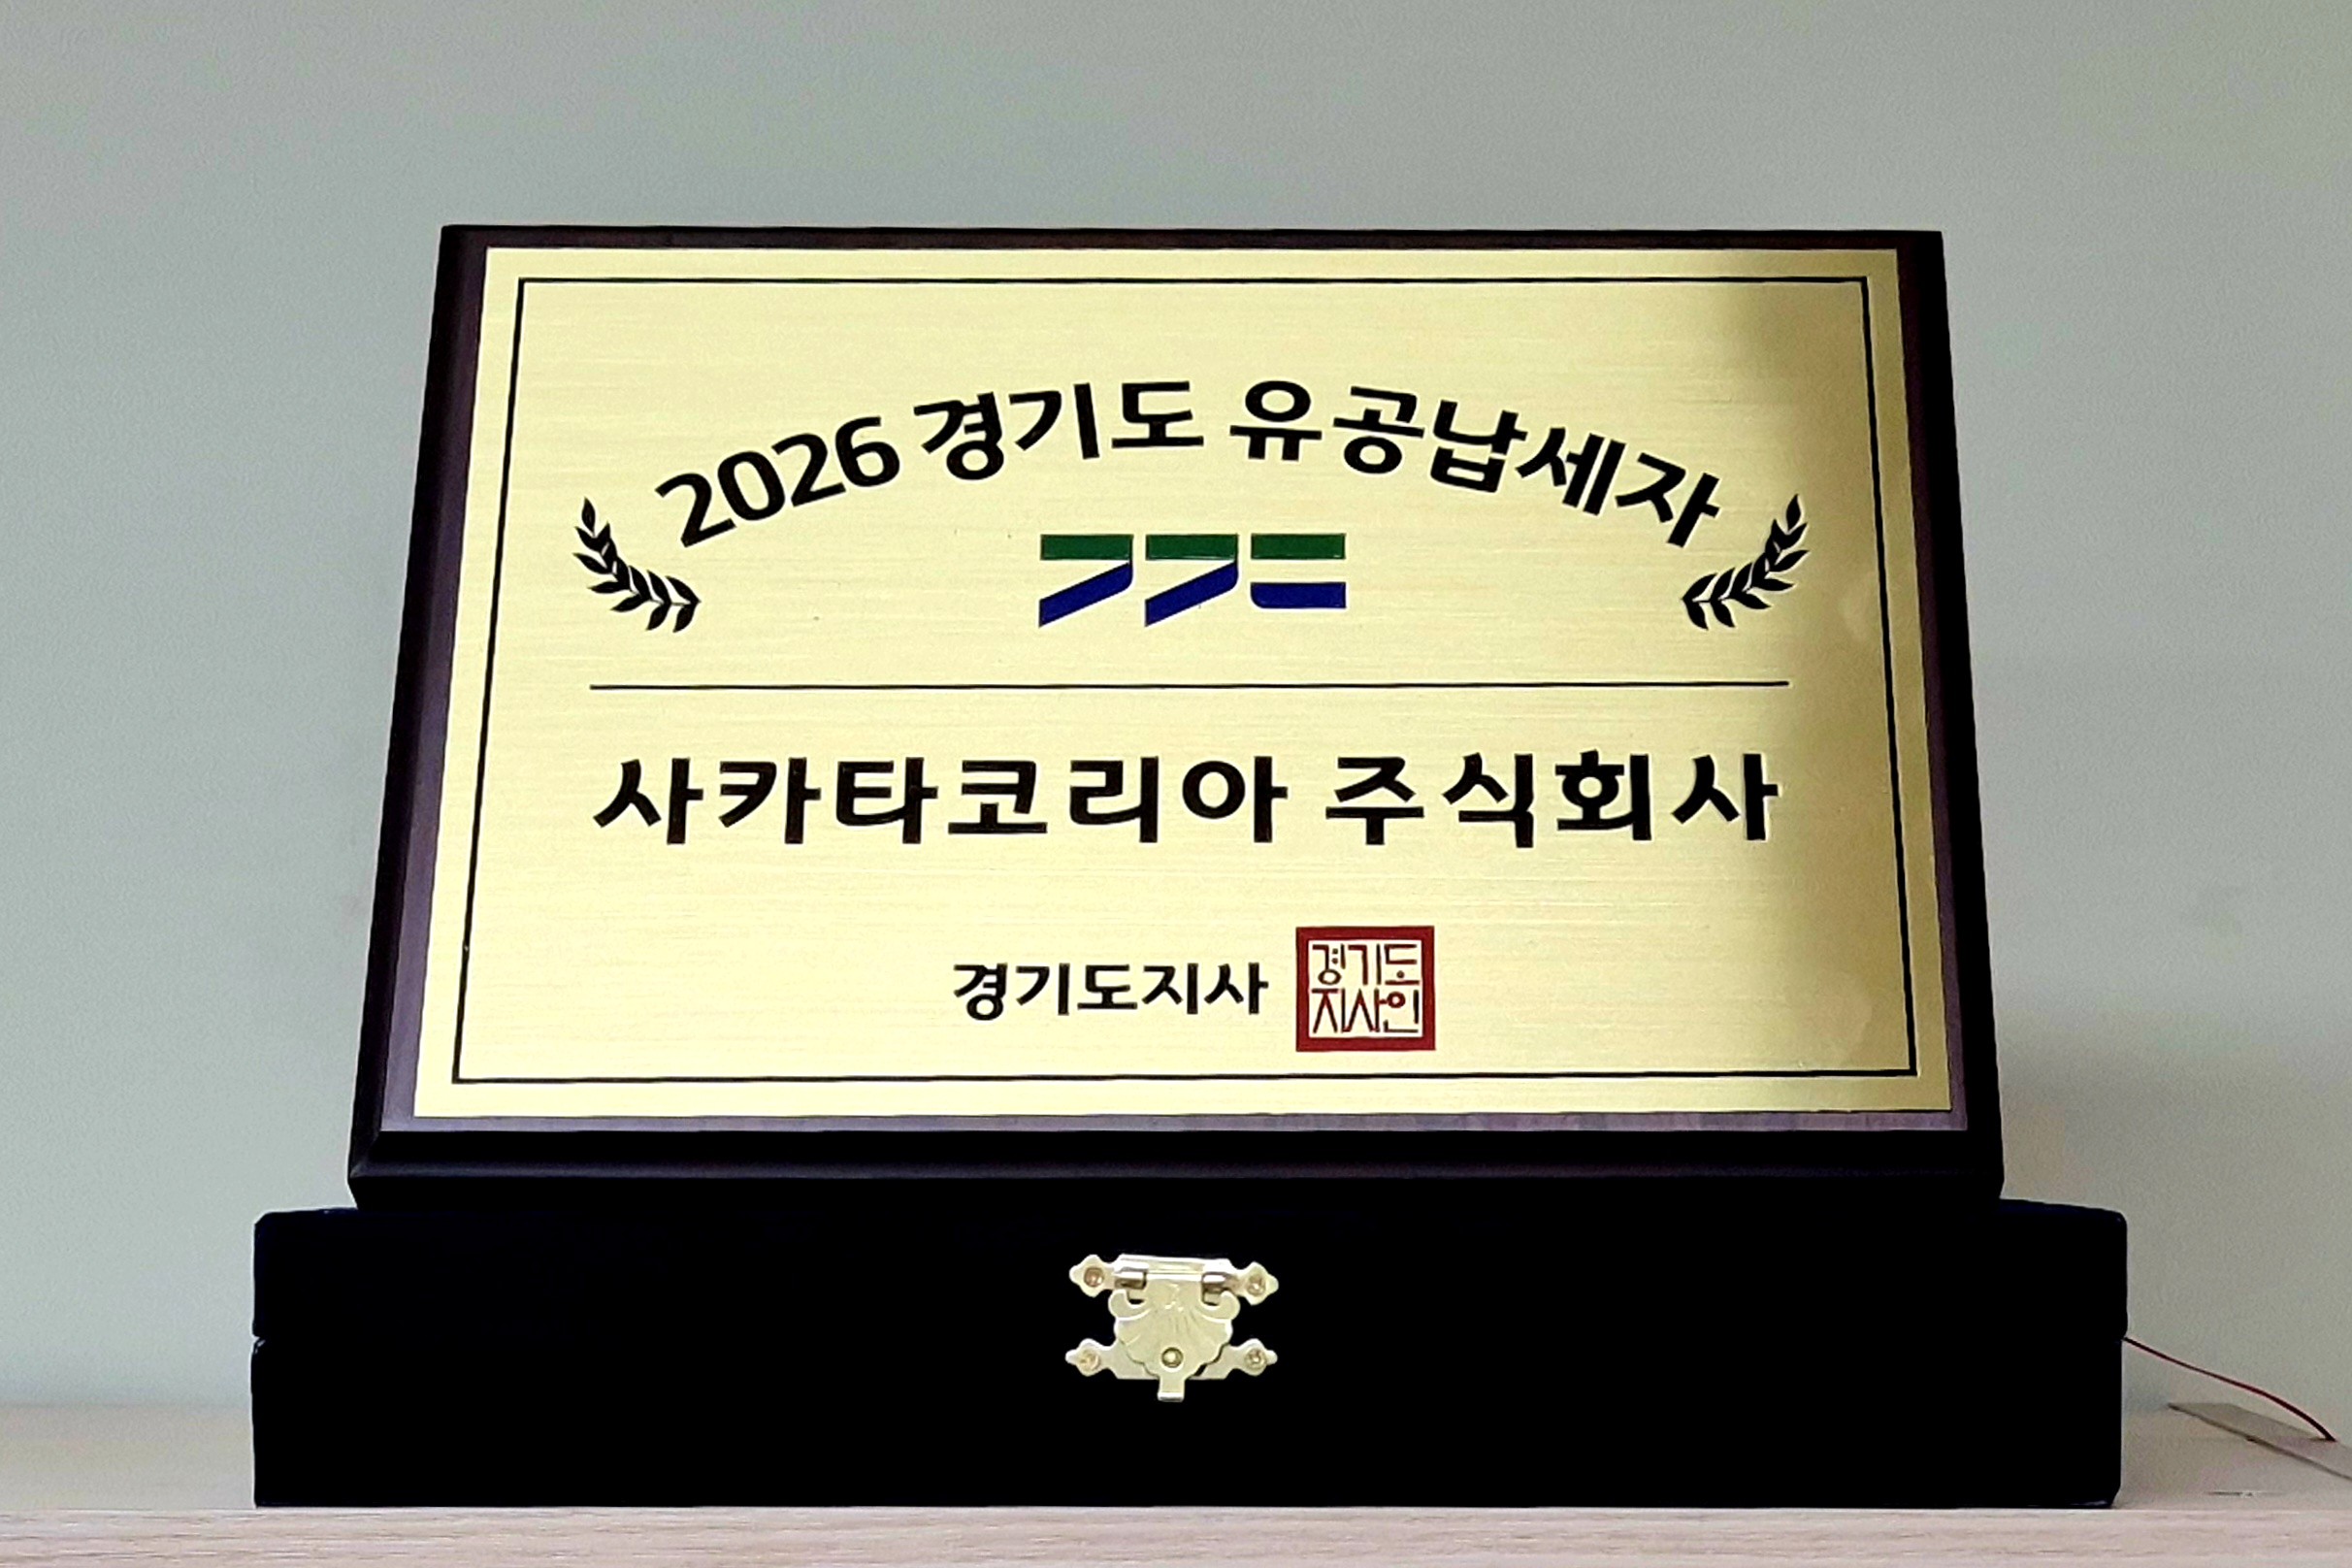 2026 경기도 유공납세자
ㄱㄱㄷ
사카타코리아 주식회사
경기도지사
경기도
지사인